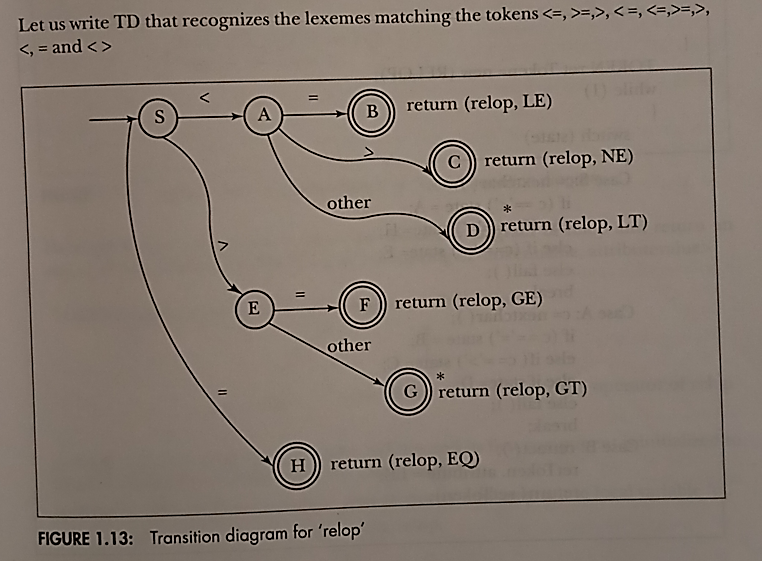 Let us write TD that recognizes the lexemes matching the tokens <=, >=,>, < =, <=,>=,>,
<, = and < >
S
<
A
=
B
return (relop, LE)
>
C
return (relop, NE)
other
D
*
return (relop, LT)
>
E
=
F
return (relop, GE)
other
G
*
return (relop, GT)
=
H
return (relop, EQ)
FIGURE 1.13: Transition diagram for 'relop'